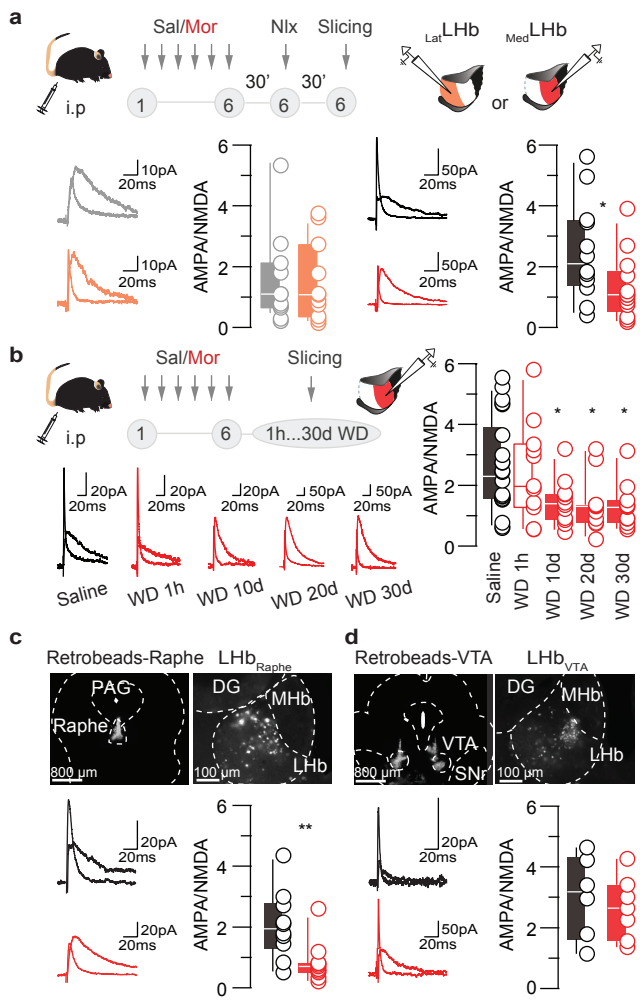 a
Sal/Mor Nlx Slicing
LatLHb MedLHb
30' 30'
i.p 1 6 6 6
or
10pA
20ms
10pA
20ms
AMPA/NMDA
6
4
2
1
0
50pA
20ms
50pA
20ms
AMPA/NMDA
6
4
2
1
0
*
b
Sal/Mor Slicing
i.p 1 6 1h...30d WD
20pA
20ms
20pA
20ms
20pA
20ms
50pA
20ms
50pA
20ms
Saline WD 1h WD 10d WD 20d WD 30d
AMPA/NMDA
6
4
2
0
* * *
Saline
WD 1h
WD 10d
WD 20d
WD 30d
c
Retrobeads-Raphe LHbRaphe
PAG
Raphe
800 µm
DG
MHb
LHb
100 µm
20pA
20ms
20pA
20ms
AMPA/NMDA
6
4
2
1
0
**
d
Retrobeads-VTA LHbVTA
VTA
SNr
800 µm
DG
MHb
LHb
100 µm
20pA
20ms
50pA
20ms
AMPA/NMDA
6
4
3
2
1
0